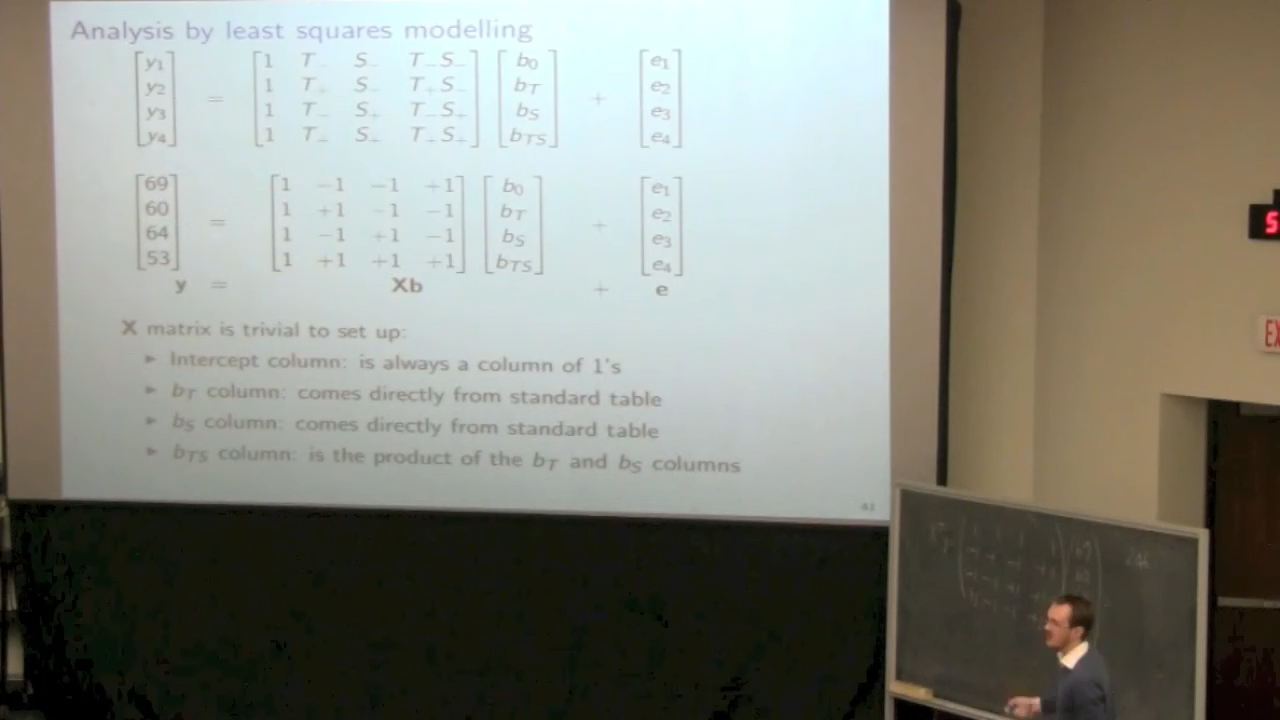 Analysis by least squares modelling
[y1] [1 T₋ S₋ T₋S₋] [b0] [e1]
[y2] = [1 T₊ S₋ T₊S₋] [bT] + [e2]
[y3] [1 T₋ S₊ T₋S₊] [bS] [e3]
[y4] [1 T₊ S₊ T₊S₊] [bTS] [e4]
[69] [1 −1 −1 +1] [b0] [e1]
[60] = [1 +1 −1 −1] [bT] + [e2]
[64] [1 −1 +1 −1] [bS] [e3]
[53] [1 +1 +1 +1] [bTS] [e4]
y = Xb + e
X matrix is trivial to set up:
► Intercept column: is always a column of 1's
► bT column: comes directly from standard table
► bS column: comes directly from standard table
► bTS column: is the product of the bT and bS columns